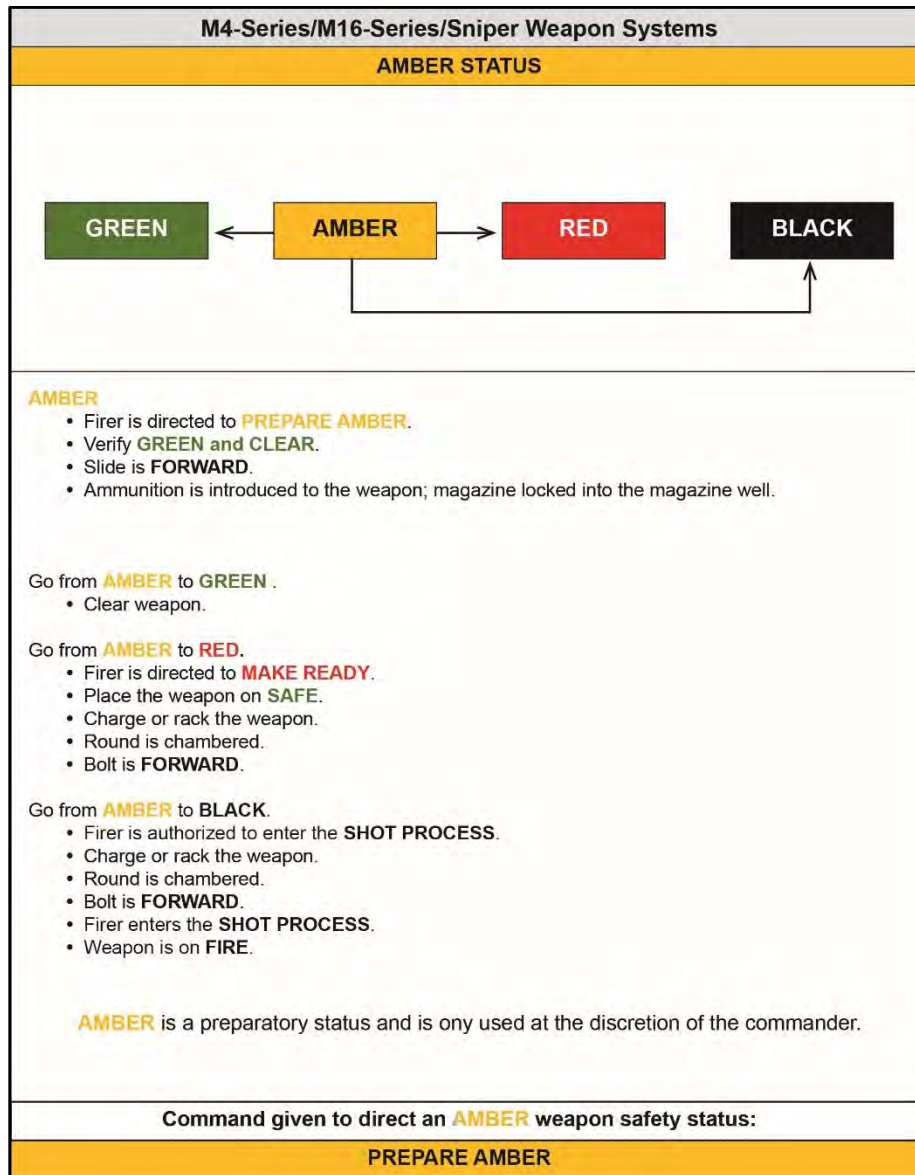 M4-Series/M16-Series/Sniper Weapon Systems
AMBER STATUS
GREEN AMBER RED BLACK
AMBER
• Firer is directed to PREPARE AMBER.
• Verify GREEN and CLEAR.
• Slide is FORWARD.
• Ammunition is introduced to the weapon; magazine locked into the magazine well.
Go from AMBER to GREEN .
• Clear weapon.
Go from AMBER to RED.
• Firer is directed to MAKE READY.
• Place the weapon on SAFE.
• Charge or rack the weapon.
• Round is chambered.
• Bolt is FORWARD.
Go from AMBER to BLACK.
• Firer is authorized to enter the SHOT PROCESS.
• Charge or rack the weapon.
• Round is chambered.
• Bolt is FORWARD.
• Firer enters the SHOT PROCESS.
• Weapon is on FIRE.
AMBER is a preparatory status and is ony used at the discretion of the commander.
Command given to direct an AMBER weapon safety status:
PREPARE AMBER